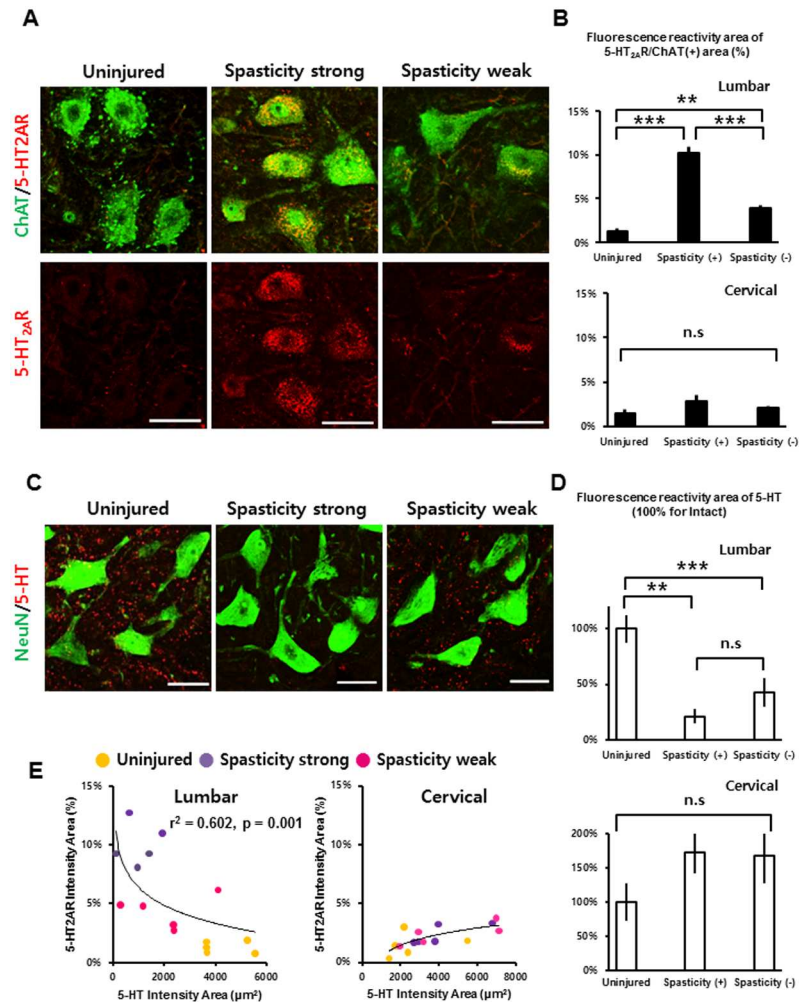 A
Uninjured
Spasticity strong
Spasticity weak
ChAT/5-HT2AR
5-HT2AR
B
Fluorescence reactivity area of
5-HT2AR/ChAT(+) area (%)
Lumbar
**
***
***
15%
10%
5%
0%
Uninjured
Spasticity (+)
Spasticity (-)
Cervical
15%
n.s
10%
5%
0%
Uninjured
Spasticity (+)
Spasticity (-)
C
Uninjured
Spasticity strong
Spasticity weak
NeuN/5-HT
D
Fluorescence reactivity area of 5-HT
(100% for Intact)
Lumbar
***
**
n.s
100%
50%
0%
Uninjured
Spasticity (+)
Spasticity (-)
Cervical
n.s
200%
150%
100%
50%
0%
Uninjured
Spasticity (+)
Spasticity (-)
E
Uninjured
Spasticity strong
Spasticity weak
15%
Lumbar
r² = 0.602, p = 0.001
10%
5%
0%
5-HT2AR Intensity Area (%)
0 2000 4000 6000
5-HT Intensity Area (µm²)
15%
Cervical
10%
5%
0%
5-HT2AR Intensity Area (%)
0 2000 4000 6000 8000
5-HT Intensity Area (µm²)